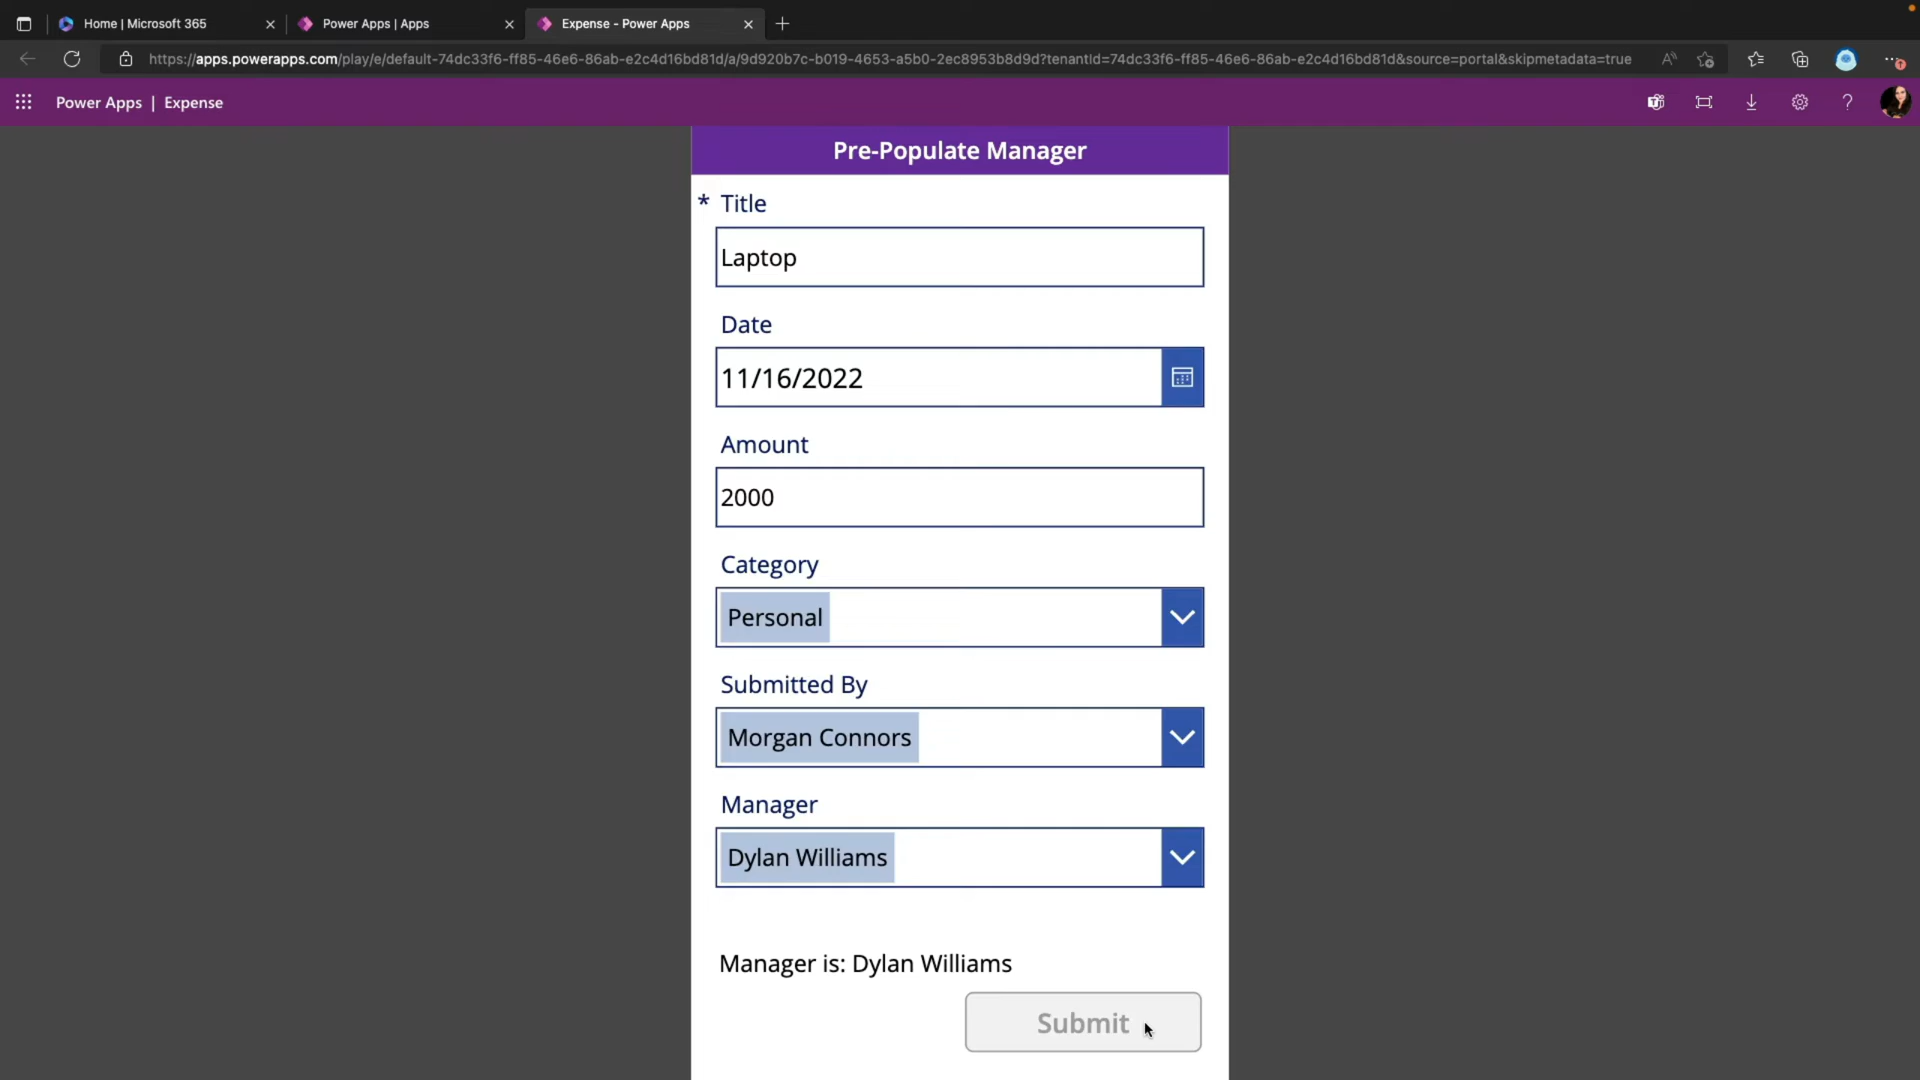 Home | Microsoft 365
Power Apps | Apps
Expense - Power Apps
https://apps.powerapps.com/play/e/default-74dc33f6-ff85-46e6-86ab-e2c4d16bd81d/a/9d920b7c-b019-4653-a5b0-2ec8953b8d9d?tenantId=74dc33f6-ff85-46e6-86ab-e2c4d16bd81d&source=portal&skipmetadata=true
Power Apps | Expense
Pre-Populate Manager
* Title
Laptop
Date
11/16/2022
Amount
2000
Category
Personal
Submitted By
Morgan Connors
Manager
Dylan Williams
Manager is: Dylan Williams
Submit